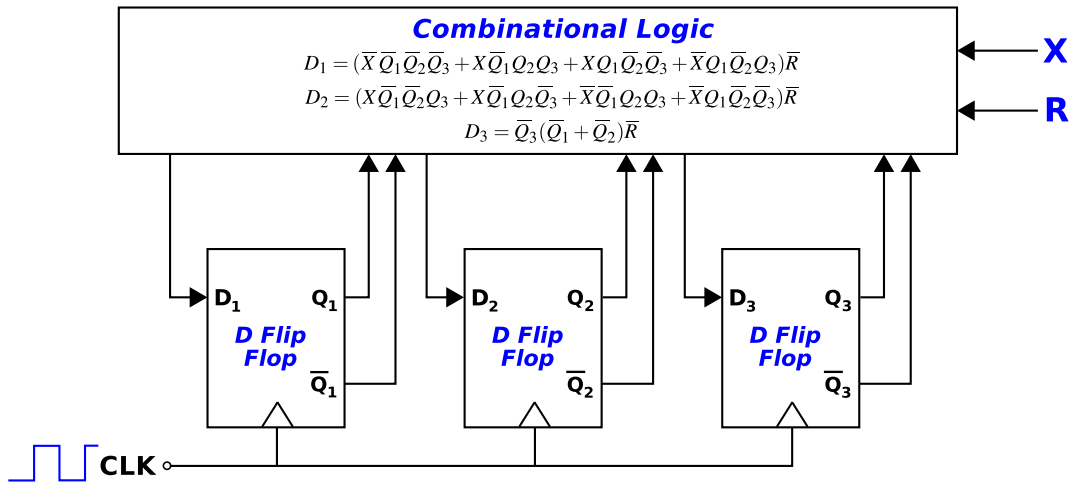 Combinational Logic
D₁ = (X̅Q̅₁Q̅₂Q̅₃ + XQ̅₁Q₂Q₃ + XQ₁Q̅₂Q̅₃ + X̅Q₁Q̅₂Q₃)R̅
D₂ = (XQ̅₁Q̅₂Q₃ + XQ̅₁Q₂Q̅₃ + X̅Q̅₁Q₂Q₃ + X̅Q₁Q̅₂Q̅₃)R̅
D₃ = Q̅₃(Q̅₁ + Q̅₂)R̅
X
R
D₁ Q₁
D Flip
Flop
Q̅₁
D₂ Q₂
D Flip
Flop
Q̅₂
D₃ Q₃
D Flip
Flop
Q̅₃
CLK